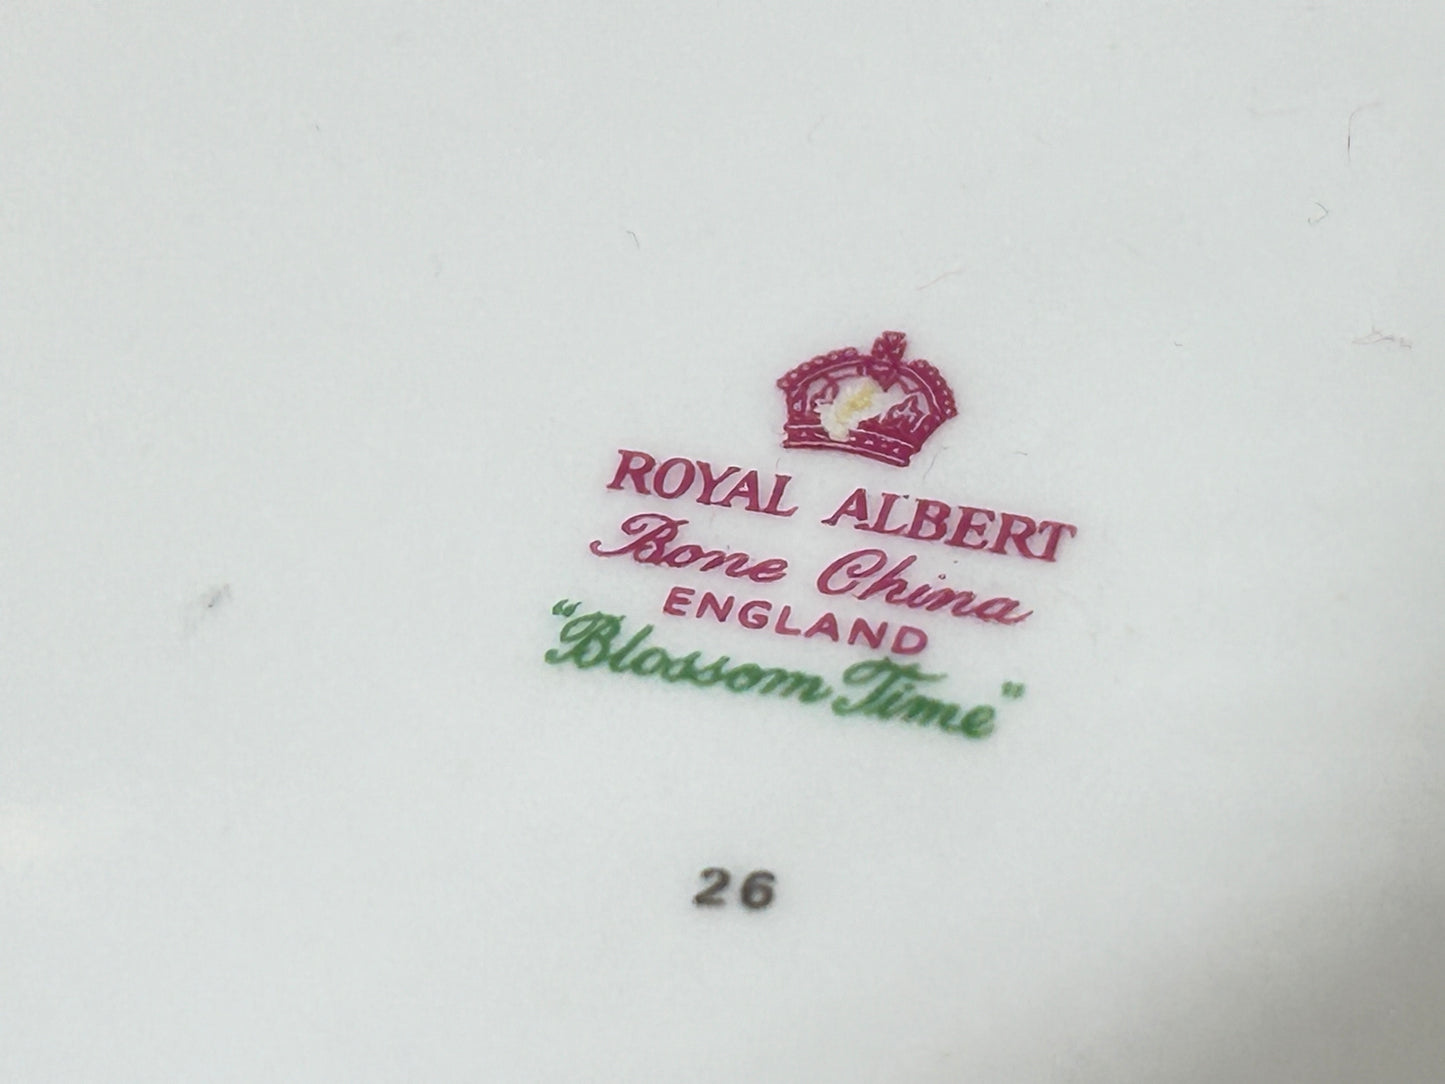 ROYAL ALBERT
Bone China
ENGLAND
"Blossom Time"
26